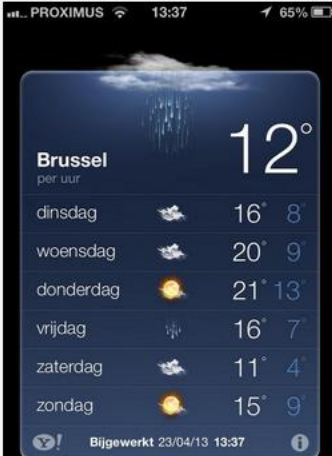 PROXIMUS 13:37 65%
12°
Brussel
per uur
dinsdag 16° 8°
woensdag 20° 9°
donderdag 21° 13°
vrijdag 16° 7°
zaterdag 11° 4°
zondag 15° 9°
Y! Bijgewerkt 23/04/13 13:37 i